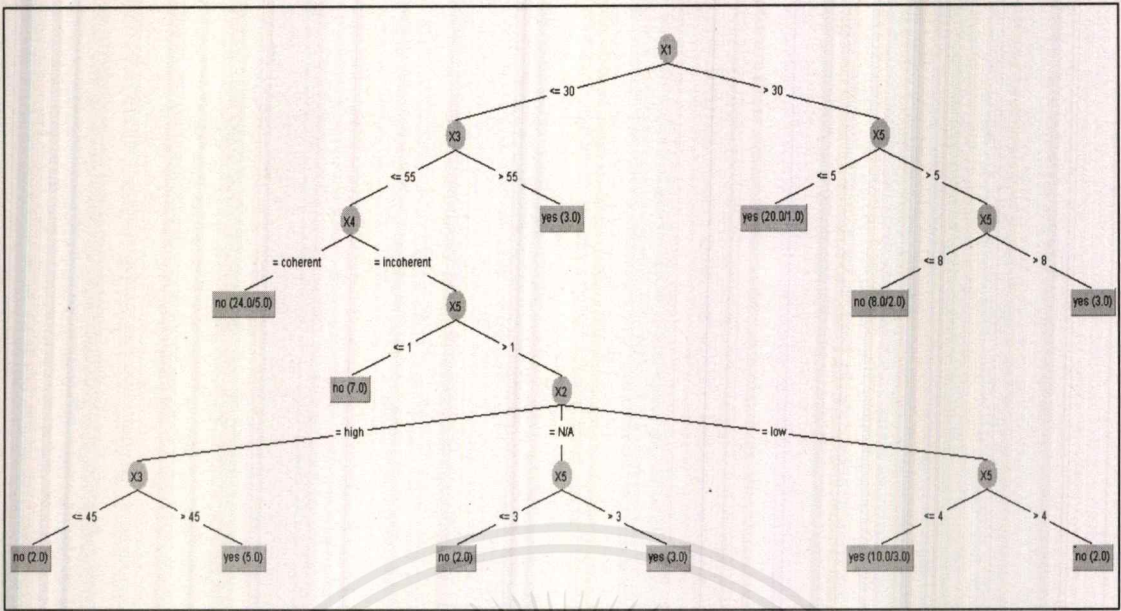 X1
<= 30
> 30
X3
X5
<= 55
> 55
<= 5
> 5
X4
yes (3.0)
yes (20.0/1.0)
X5
= coherent
= incoherent
<= 8
> 8
no (24.0/5.0)
X5
no (8.0/2.0)
yes (3.0)
<= 1
> 1
no (7.0)
X2
= high
= N/A
= low
X3
X5
X5
<= 45
> 45
<= 3
> 3
<= 4
> 4
no (2.0)
yes (5.0)
no (2.0)
yes (3.0)
yes (10.0/3.0)
no (2.0)